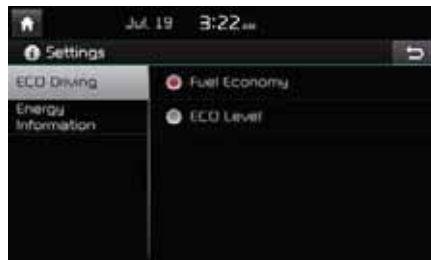 Jul. 19 3:22
Settings
ECO Driving
Fuel Economy
Energy
Information
ECO Level